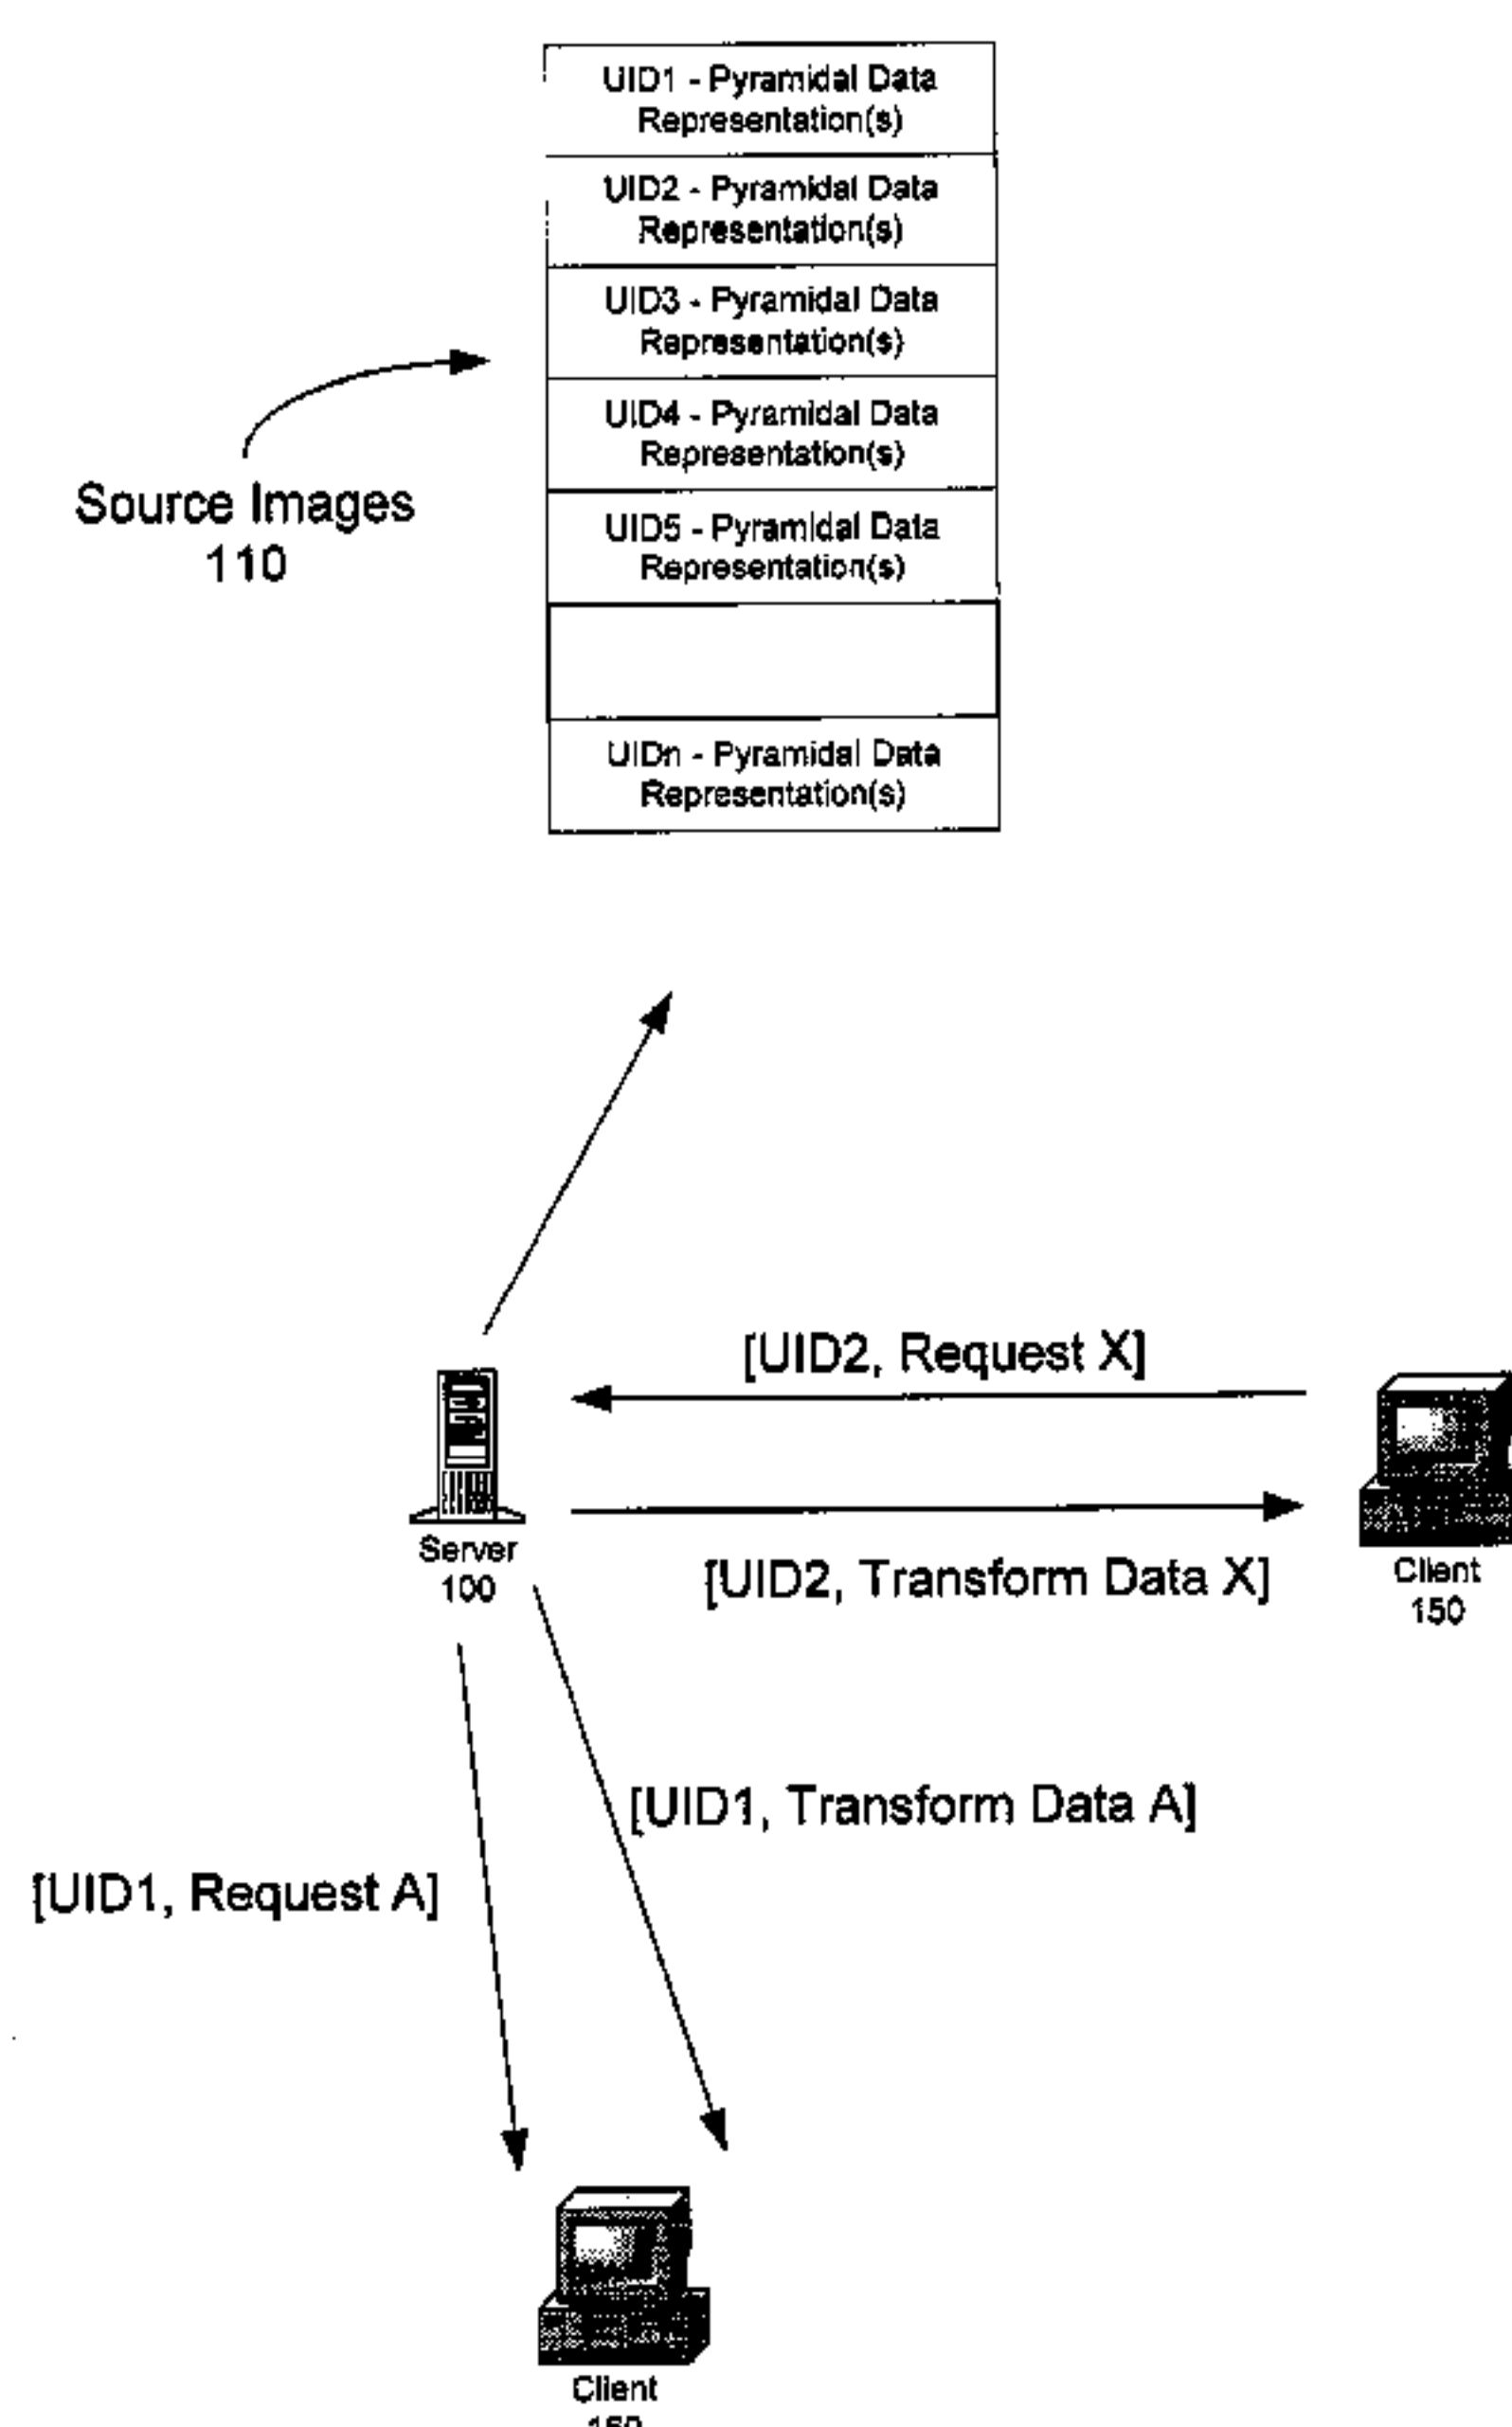 UID1 - Pyramidal Data
Representation(s)
UID2 - Pyramidal Data
Representation(s)
UID3 - Pyramidal Data
Representation(s)
UID4 - Pyramidal Data
Representation(s)
UID5 - Pyramidal Data
Representation(s)
UIDn - Pyramidal Data
Representation(s)
Source Images
110
[UID2, Request X]
Server
100
[UID2, Transform Data X]
Client
150
[UID1, Transform Data A]
[UID1, Request A]
Client